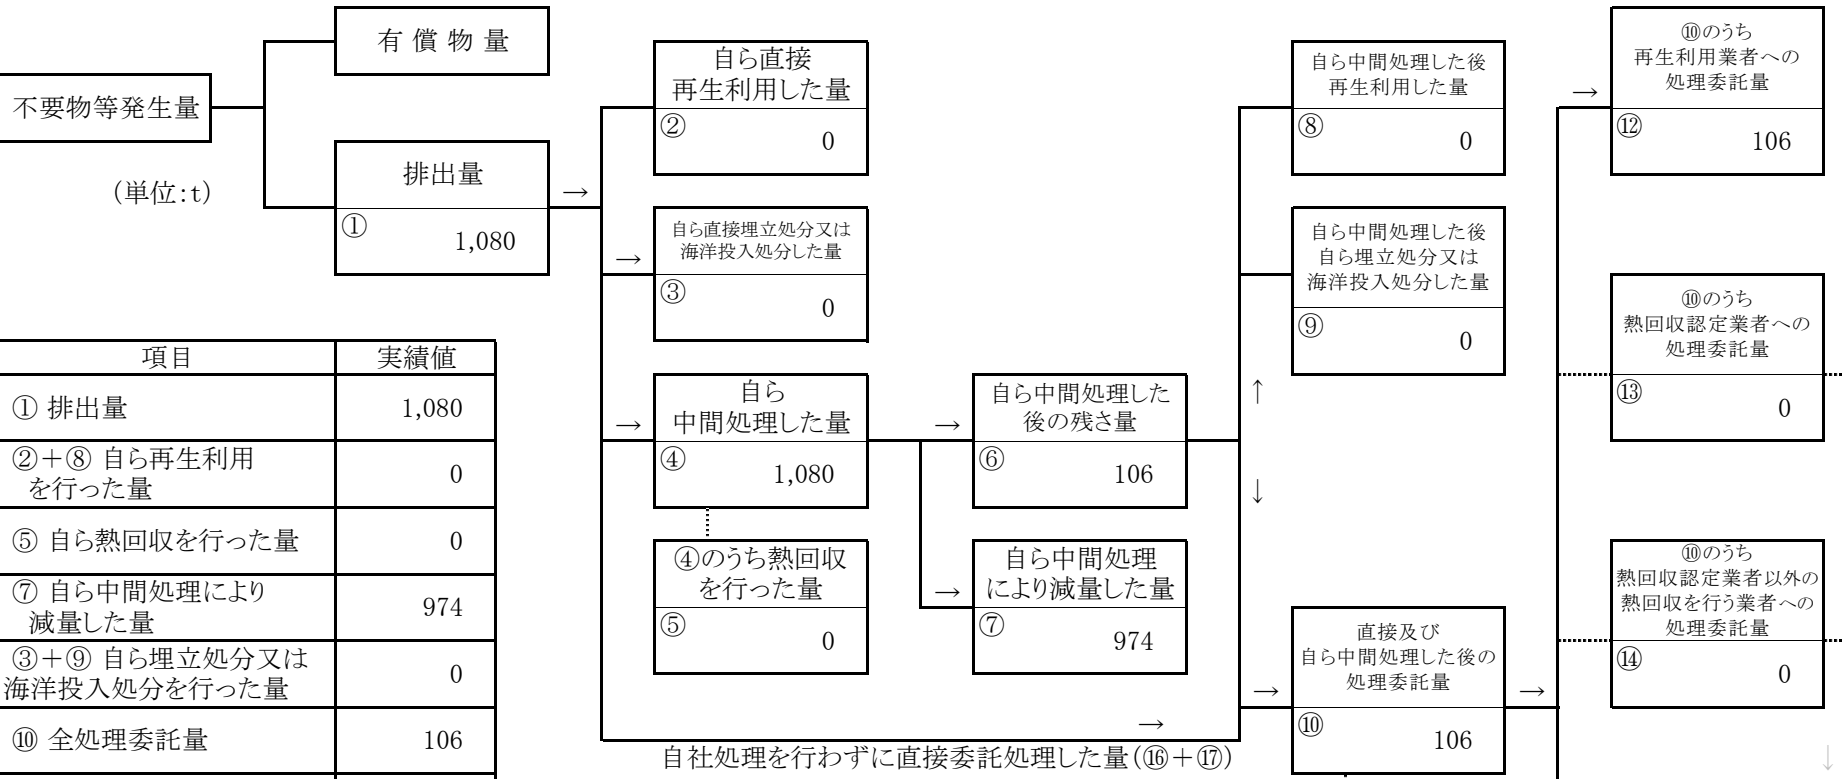 有 償 物 量
不要物等発生量
(単位:t)
排出量
①
1,080
→
自ら直接
再生利用した量
②
0
→
自ら直接埋立処分又は
海洋投入処分した量
③
0
→
自ら
中間処理した量
④
1,080
④のうち熱回収
を行った量
⑤
0
→
自ら中間処理した
後の残さ量
⑥
106
→
自ら中間処理
により減量した量
⑦
974
自ら中間処理した後
再生利用した量
⑧
0
自ら中間処理した後
自ら埋立処分又は
海洋投入処分した量
⑨
0
↑
↓
→
直接及び
自ら中間処理した後の
処理委託量
⑩
106
→
自社処理を行わずに直接委託処理した量(⑯+⑰)
→
→
⑩のうち
再生利用業者への
処理委託量
⑫
106
⑩のうち
熱回収認定業者への
処理委託量
⑬
0
⑩のうち
熱回収認定業者以外の
熱回収を行う業者への
処理委託量
⑭
0
↓
項目 実績値
① 排出量 1,080
②+⑧ 自ら再生利用
を行った量 0
⑤ 自ら熱回収を行った量 0
⑦ 自ら中間処理により
減量した量 974
③+⑨ 自ら埋立処分又は
海洋投入処分を行った量 0
⑩ 全処理委託量 106